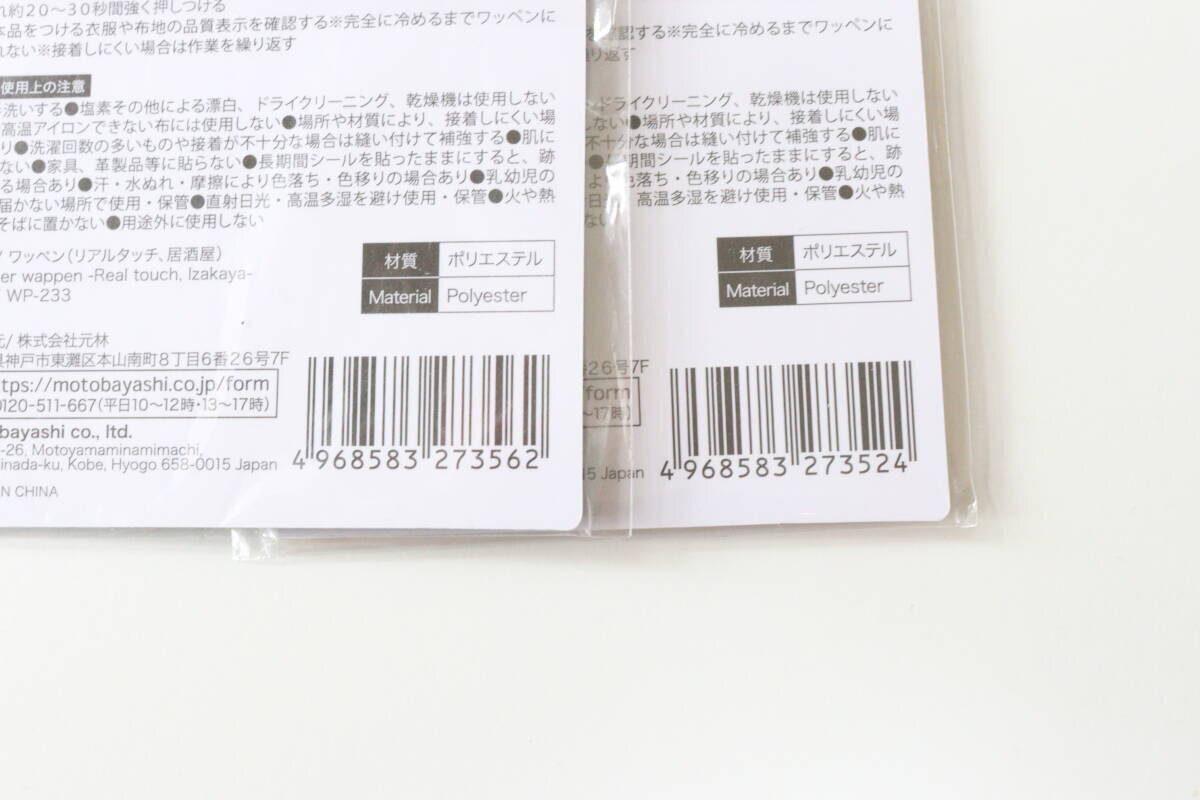 れ約20〜30秒間強く押しつける
本品をつける衣服や布地の品質表示を確認する※完全に冷めるまでワッペンに
れない※接着しにくい場合は作業を繰り返す
使用上の注意
洗いする●塩素その他による漂白、ドライクリーニング、乾燥機は使用しない
高温アイロンできない布には使用しない●場所や材質により、接着しにくい場
り●洗濯回数の多いものや接着が不十分な場合は縫い付けて補強する●肌に
ない●家具、革製品等に貼らない●長期間シールを貼ったままにすると、跡
る場合あり●汗・水ぬれ・摩擦により色落ち・色移りの場合あり●乳幼児の
届かない場所で使用・保管●直射日光・高温多湿を避け使用・保管●火や熱
そばに置かない●用途外に使用しない
ワッペン(リアルタッチ、居酒屋)
er wappen -Real touch, Izakaya-
WP-233
材質 ポリエステル
Material Polyester
元/ 株式会社元林
県神戸市東灘区本山南町8丁目6番26号7F
ttps://motobayashi.co.jp/form
0120-511-667(平日10〜12時・13〜17時)
bayashi co., ltd.
-26, Motoyamaminamimachi,
inada-ku, Kobe, Hyogo 658-0015 Japan
IN CHINA
4 968583 273562
確認する※完全に冷めるまでワッペンに
り返す
ドライクリーニング、乾燥機は使用しない
しない●場所や材質により、接着しにくい場
十分な場合は縫い付けて補強する●肌に
●長期間シールを貼ったままにすると、跡
より色落ち・色移りの場合あり●乳幼児の
日光・高温多湿を避け使用・保管●火や熱
ない
材質 ポリエステル
Material Polyester
26号7F
form
〜17時)
15 Japan
4 968583 273524